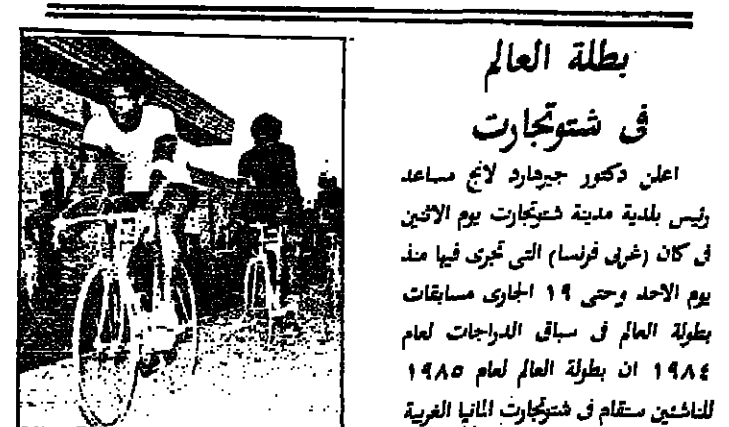 بطلة العالم
فى شتوتجارت
اعلن دكتور جيرهارد لانج مساعد
رئيس بلدية مدينة شتوتجارت يوم الاثنين
فى كان (غربى فرنسا) التى تجرى فيها منذ
يوم الاحد وحتى ١٩ الجارى مسابقات
بطولة العالم فى سباق الدراجات لعام
١٩٨٤ ان بطولة العالم لعام ١٩٨٥
للناشئين ستقام فى شتوتجارت المانيا الغربية